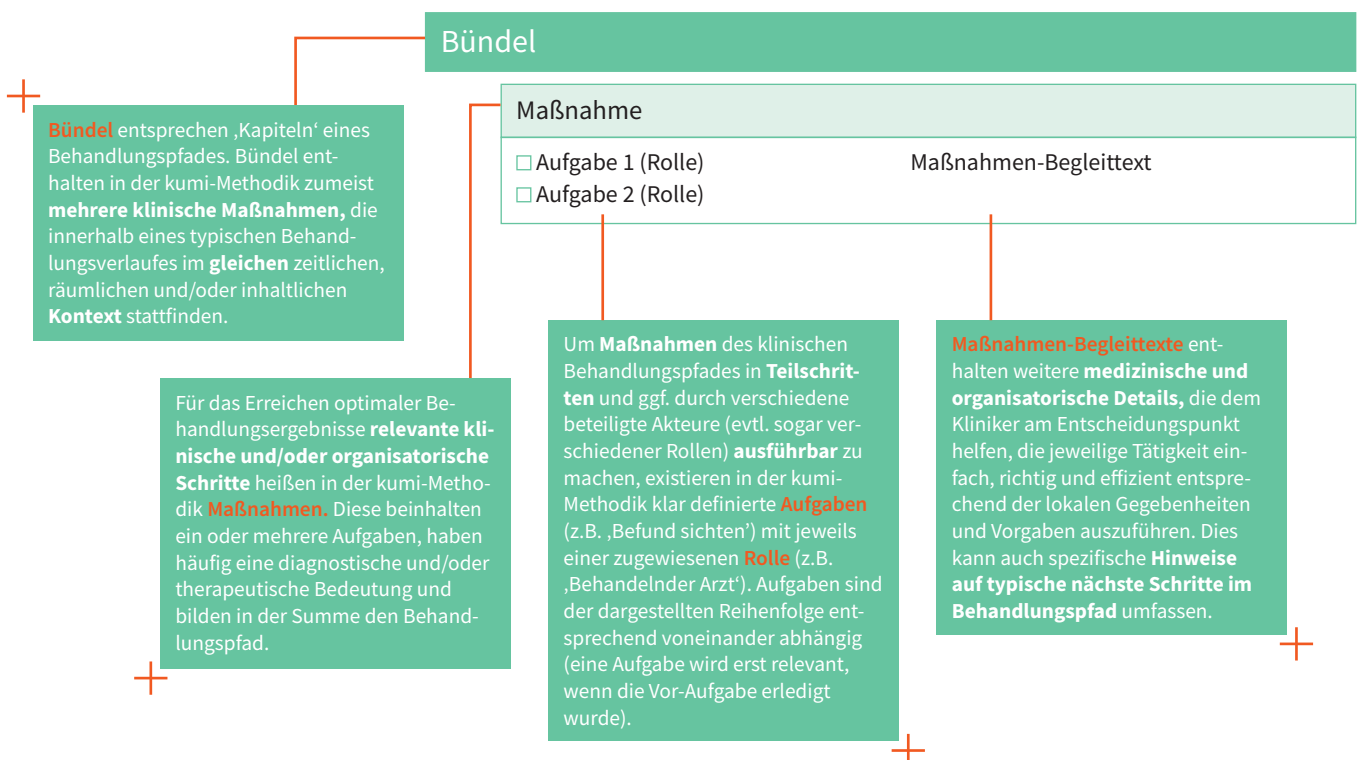 Bündel
Maßnahme
☐ Aufgabe 1 (Rolle)
☐ Aufgabe 2 (Rolle)
Maßnahmen-Begleittext
Bündel entsprechen ‚Kapiteln‘ eines
Behandlungspfades. Bündel ent-
halten in der kumi-Methodik zumeist
mehrere klinische Maßnahmen, die
innerhalb eines typischen Behand-
lungsverlaufes im gleichen zeitlichen,
räumlichen und/oder inhaltlichen
Kontext stattfinden.
Für das Erreichen optimaler Be-
handlungsergebnisse relevante kli-
nische und/oder organisatorische
Schritte heißen in der kumi-Metho-
dik Maßnahmen. Diese beinhalten
ein oder mehrere Aufgaben, haben
häufig eine diagnostische und/oder
therapeutische Bedeutung und
bilden in der Summe den Behand-
lungspfad.
Um Maßnahmen des klinischen
Behandlungspfades in Teilschrit-
ten und ggf. durch verschiedene
beteiligte Akteure (evtl. sogar ver-
schiedener Rollen) ausführbar zu
machen, existieren in der kumi-
Methodik klar definierte Aufgaben
(z.B. ‚Befund sichten’) mit jeweils
einer zugewiesenen Rolle (z.B.
‚Behandelnder Arzt‘). Aufgaben sind
der dargestellten Reihenfolge ent-
sprechend voneinander abhängig
(eine Aufgabe wird erst relevant,
wenn die Vor-Aufgabe erledigt
wurde).
Maßnahmen-Begleittexte ent-
halten weitere medizinische und
organisatorische Details, die dem
Kliniker am Entscheidungspunkt
helfen, die jeweilige Tätigkeit ein-
fach, richtig und effizient entspre-
chend der lokalen Gegebenheiten
und Vorgaben auszuführen. Dies
kann auch spezifische Hinweise
auf typische nächste Schritte im
Behandlungspfad umfassen.